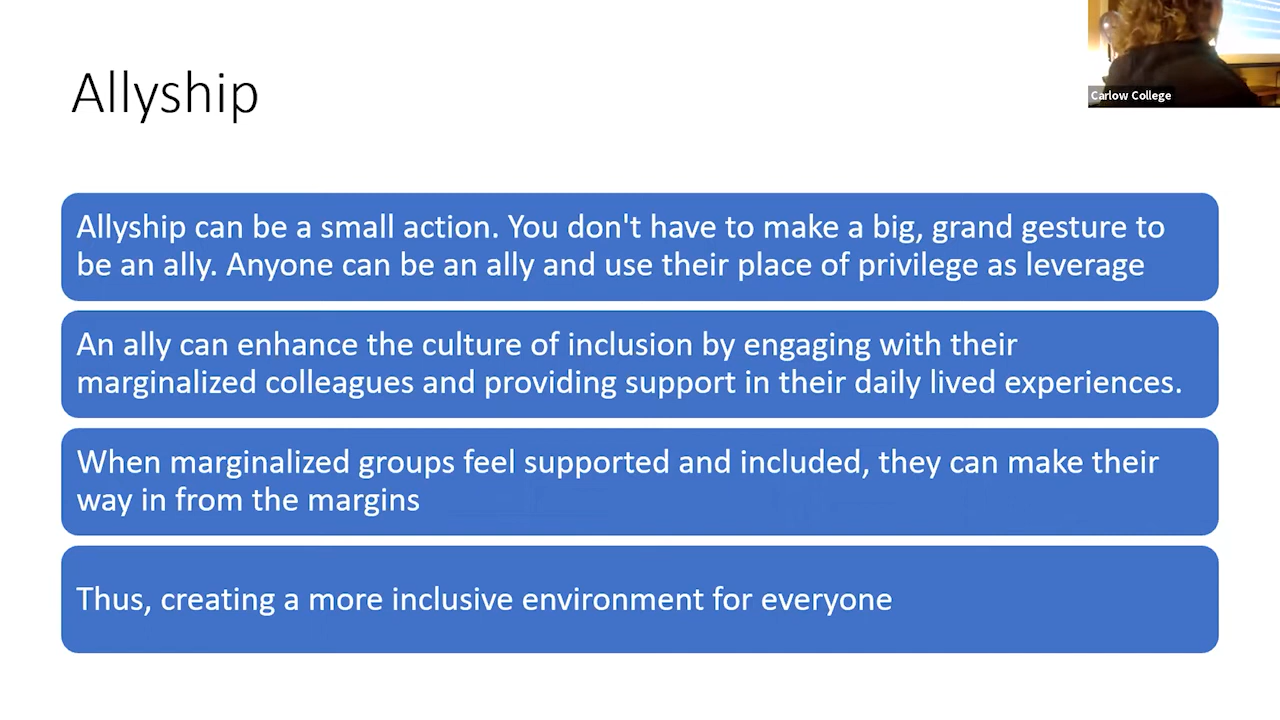 Allyship
Carlow College
Allyship can be a small action. You don't have to make a big, grand gesture to
be an ally. Anyone can be an ally and use their place of privilege as leverage
An ally can enhance the culture of inclusion by engaging with their
marginalized colleagues and providing support in their daily lived experiences.
When marginalized groups feel supported and included, they can make their
way in from the margins
Thus, creating a more inclusive environment for everyone